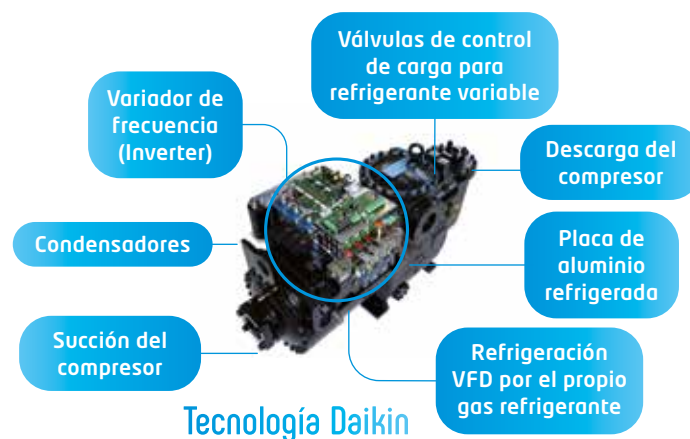 Válvulas de control
de carga para
refrigerante variable
Variador de
frecuencia
(Inverter)
Descarga del
compresor
Condensadores
Placa de
aluminio
refrigerada
Succión del
compresor
Refrigeración
VFD por el propio
gas refrigerante
Tecnología Daikin